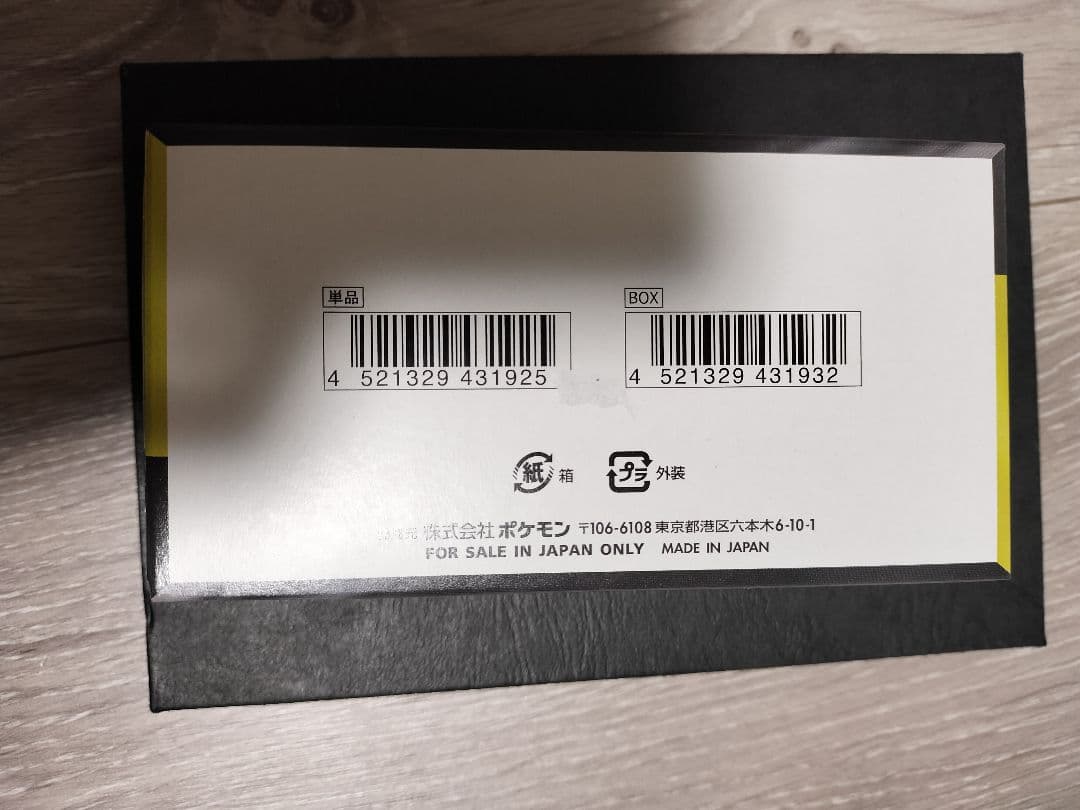 単品
4 521329 431925
BOX
4 521329 431932
紙 箱
プラ 外装
株式会社 ポケモン 〒106-6108 東京都港区六本木6-10-1
FOR SALE IN JAPAN ONLY MADE IN JAPAN